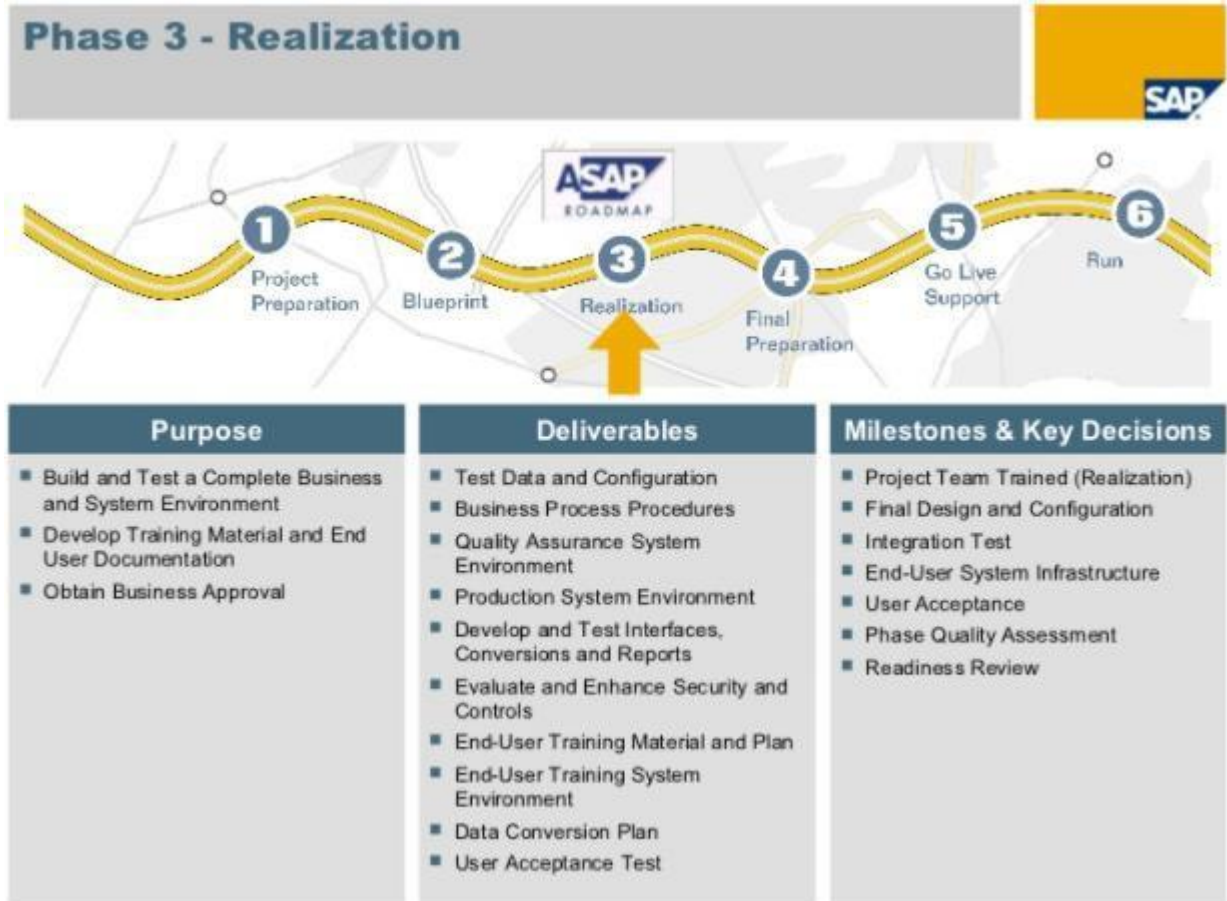 Phase 3 - Realization
SAP
ASAP
ROADMAP
1
Project
Preparation
2
Blueprint
3
Realization
4
Final
Preparation
5
Go Live
Support
6
Run
Purpose
Build and Test a Complete Business
and System Environment
Develop Training Material and End
User Documentation
Obtain Business Approval
Deliverables
Test Data and Configuration
Business Process Procedures
Quality Assurance System
Environment
Production System Environment
Develop and Test Interfaces,
Conversions and Reports
Evaluate and Enhance Security and
Controls
End-User Training Material and Plan
End-User Training System
Environment
Data Conversion Plan
User Acceptance Test
Milestones & Key Decisions
Project Team Trained (Realization)
Final Design and Configuration
Integration Test
End-User System Infrastructure
User Acceptance
Phase Quality Assessment
Readiness Review